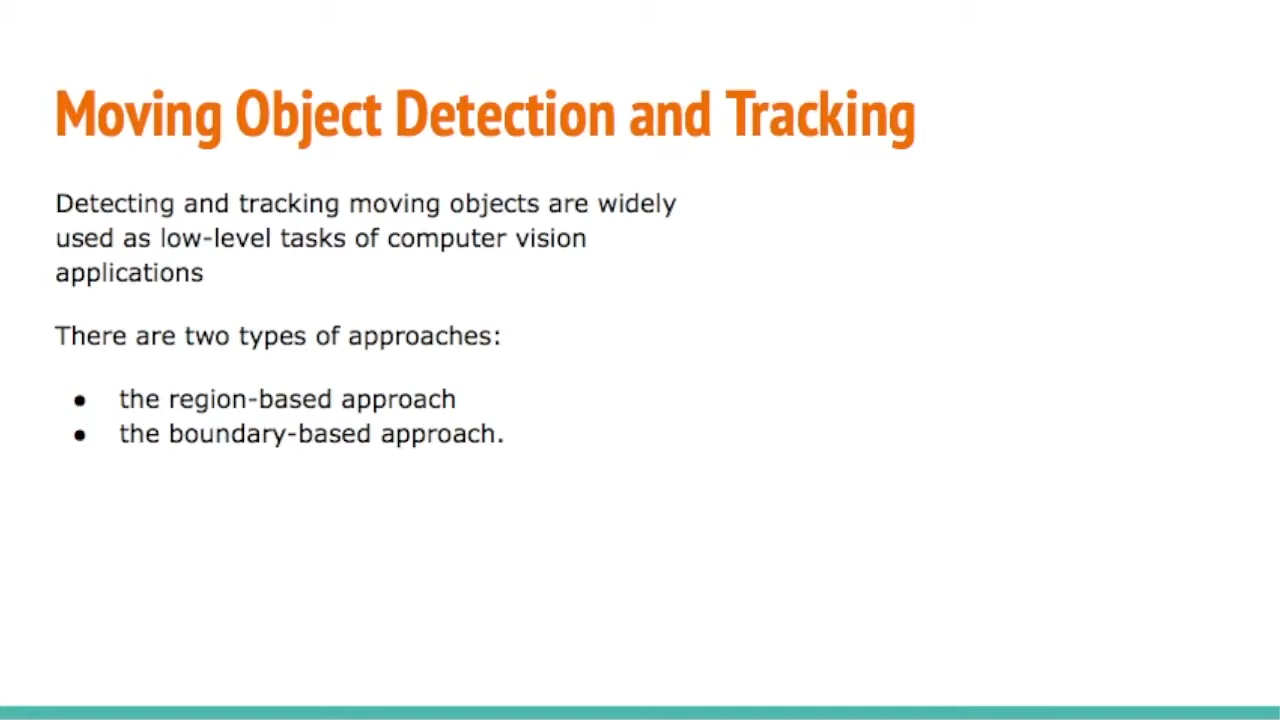 Moving Object Detection and Tracking
Detecting and tracking moving objects are widely
used as low-level tasks of computer vision
applications
There are two types of approaches:
● the region-based approach
● the boundary-based approach.